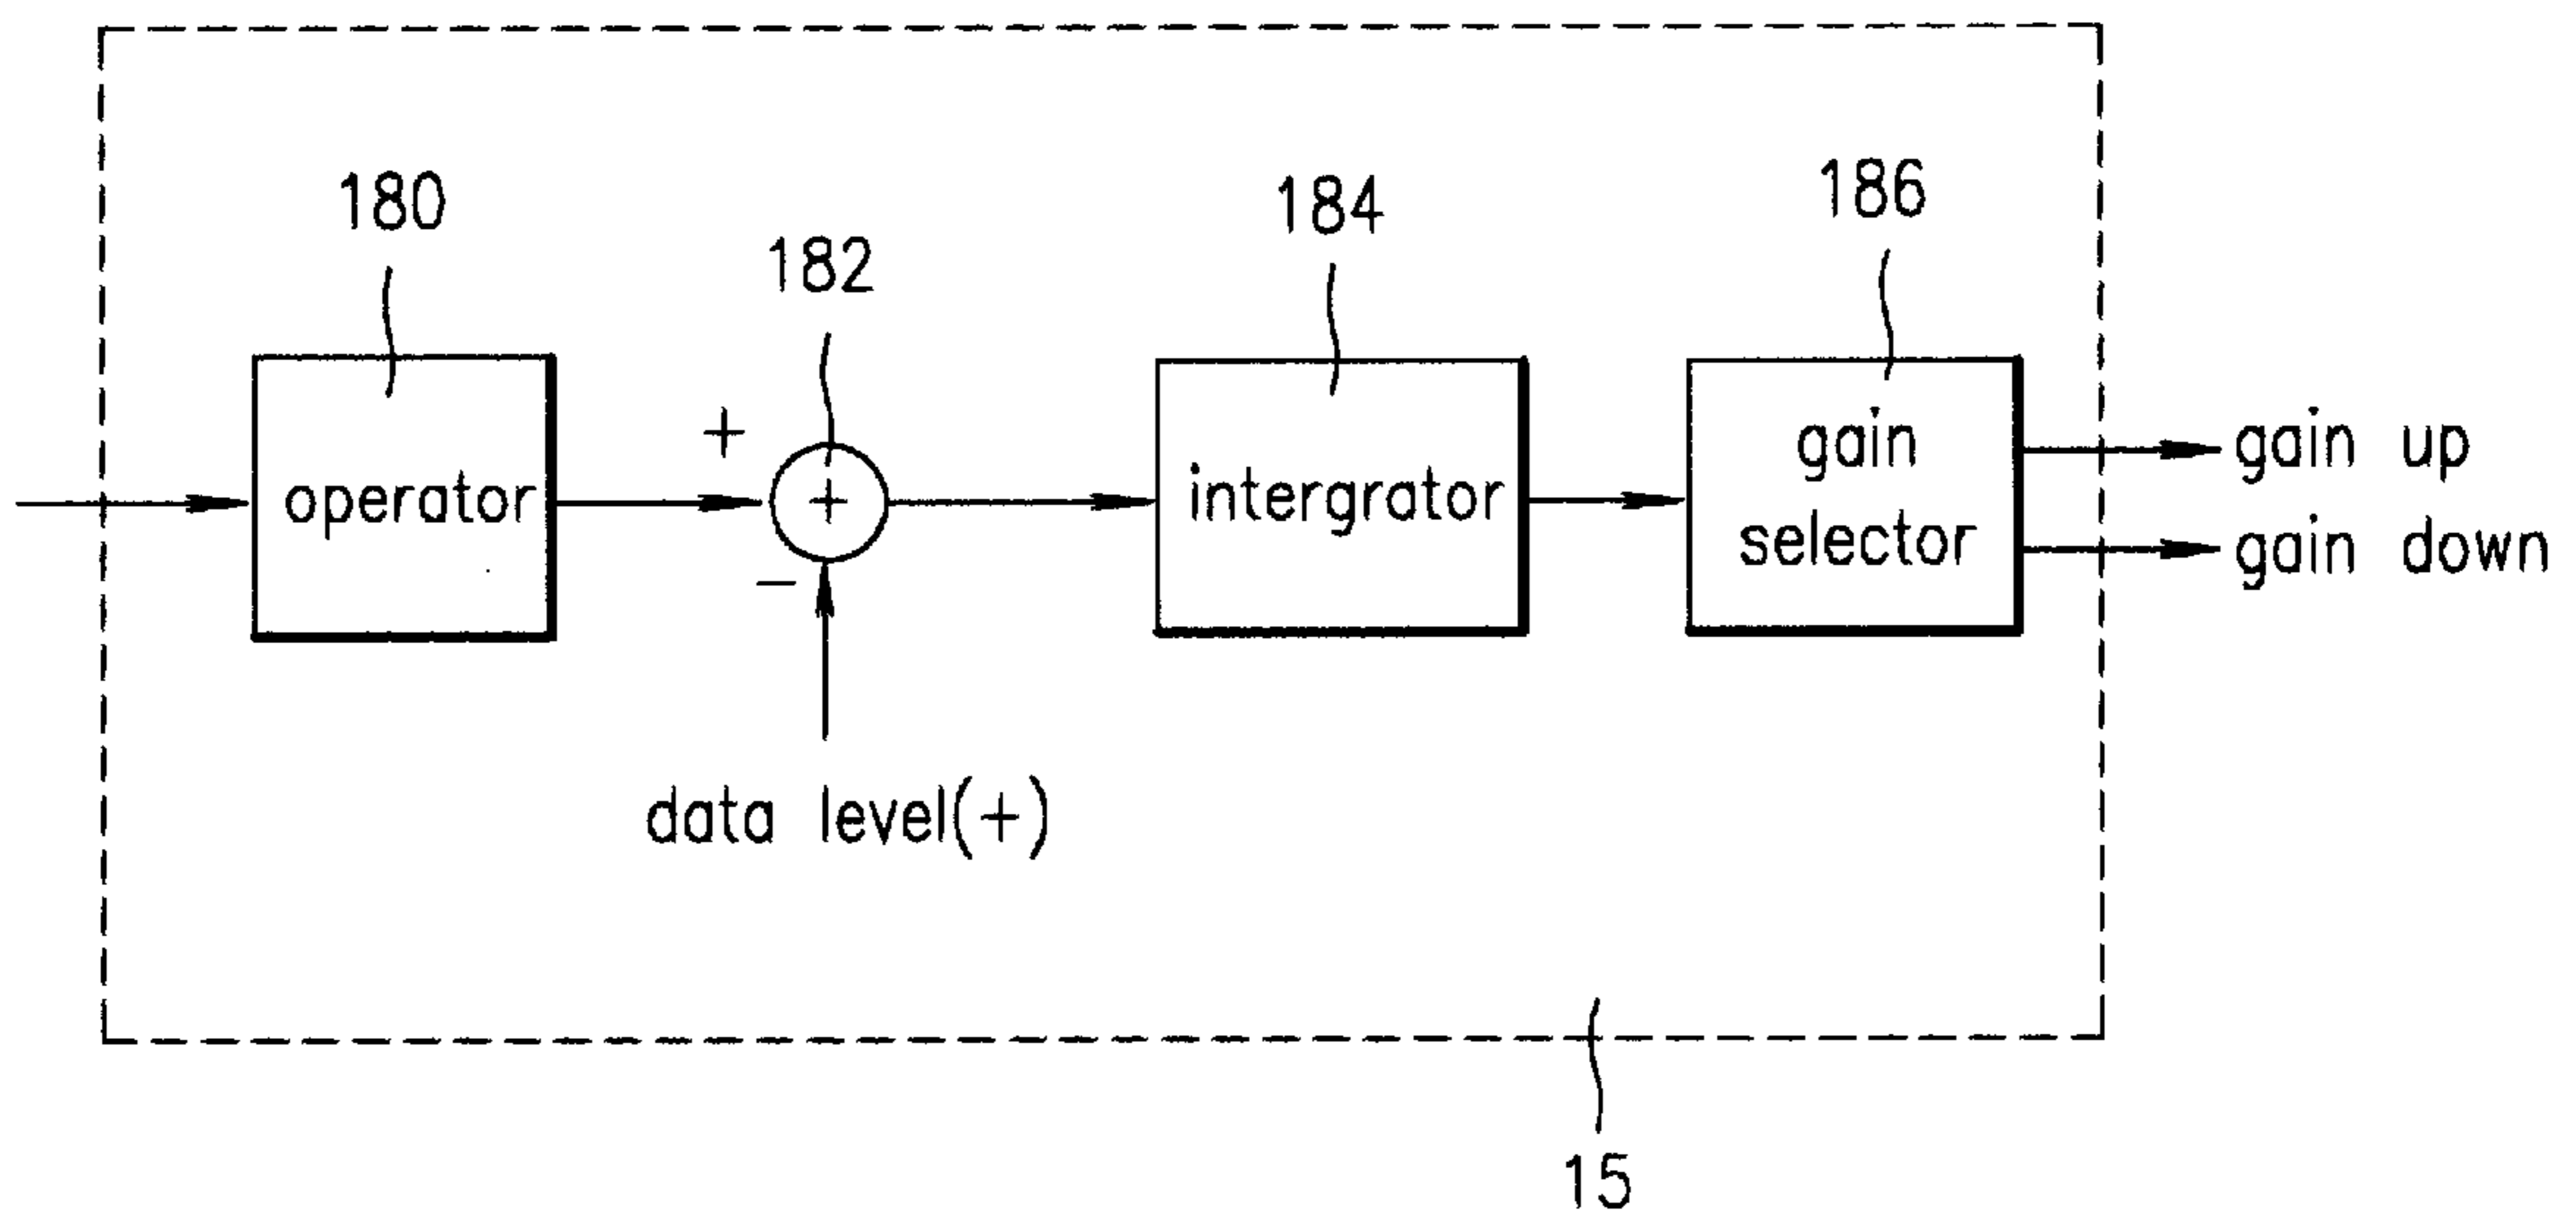 180
182
184
186
operator
+
+
−
intergrator
gain
selector
gain up
gain down
data level(+)
15